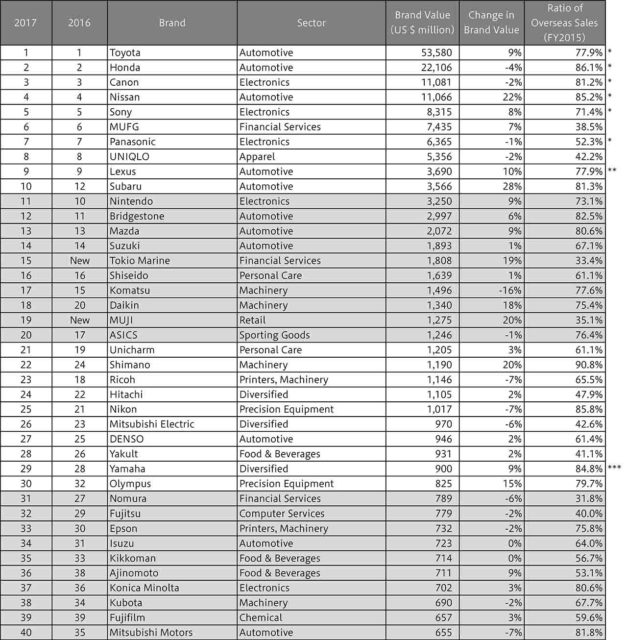 2017 2016 Brand Sector Brand Value (US $ million) Change in Brand Value Ratio of Overseas Sales (FY2015)
1 1 Toyota Automotive 53,580 9% 77.9% *
2 2 Honda Automotive 22,106 -4% 86.1% *
3 3 Canon Electronics 11,081 -2% 81.2% *
4 4 Nissan Automotive 11,066 22% 85.2% *
5 5 Sony Electronics 8,315 8% 71.4% *
6 6 MUFG Financial Services 7,435 7% 38.5%
7 7 Panasonic Electronics 6,365 -1% 52.3% *
8 8 UNIQLO Apparel 5,356 -2% 42.2%
9 9 Lexus Automotive 3,690 10% 77.9% **
10 12 Subaru Automotive 3,566 28% 81.3%
11 10 Nintendo Electronics 3,250 9% 73.1%
12 11 Bridgestone Automotive 2,997 6% 82.5%
13 13 Mazda Automotive 2,072 9% 80.6%
14 14 Suzuki Automotive 1,893 1% 67.1%
15 New Tokio Marine Financial Services 1,808 19% 33.4%
16 16 Shiseido Personal Care 1,639 1% 61.1%
17 15 Komatsu Machinery 1,496 -16% 77.6%
18 20 Daikin Machinery 1,340 18% 75.4%
19 New MUJI Retail 1,275 20% 35.1%
20 17 ASICS Sporting Goods 1,246 -1% 76.4%
21 19 Unicharm Personal Care 1,205 3% 61.1%
22 24 Shimano Machinery 1,190 20% 90.8%
23 18 Ricoh Printers, Machinery 1,146 -7% 65.5%
24 22 Hitachi Diversified 1,105 2% 47.9%
25 21 Nikon Precision Equipment 1,017 -7% 85.8%
26 23 Mitsubishi Electric Diversified 970 -6% 42.6%
27 25 DENSO Automotive 946 2% 61.4%
28 26 Yakult Food & Beverages 931 2% 41.1%
29 28 Yamaha Diversified 900 9% 84.8% ***
30 32 Olympus Precision Equipment 825 15% 79.7%
31 27 Nomura Financial Services 789 -6% 31.8%
32 29 Fujitsu Computer Services 779 -2% 40.0%
33 30 Epson Printers, Machinery 732 -2% 75.8%
34 31 Isuzu Automotive 723 0% 64.0%
35 33 Kikkoman Food & Beverages 714 0% 56.7%
36 38 Ajinomoto Food & Beverages 711 9% 53.1%
37 36 Konica Minolta Electronics 702 3% 80.6%
38 34 Kubota Machinery 690 -2% 67.7%
39 39 Fujifilm Chemical 657 3% 59.6%
40 35 Mitsubishi Motors Automotive 655 -7% 81.8%